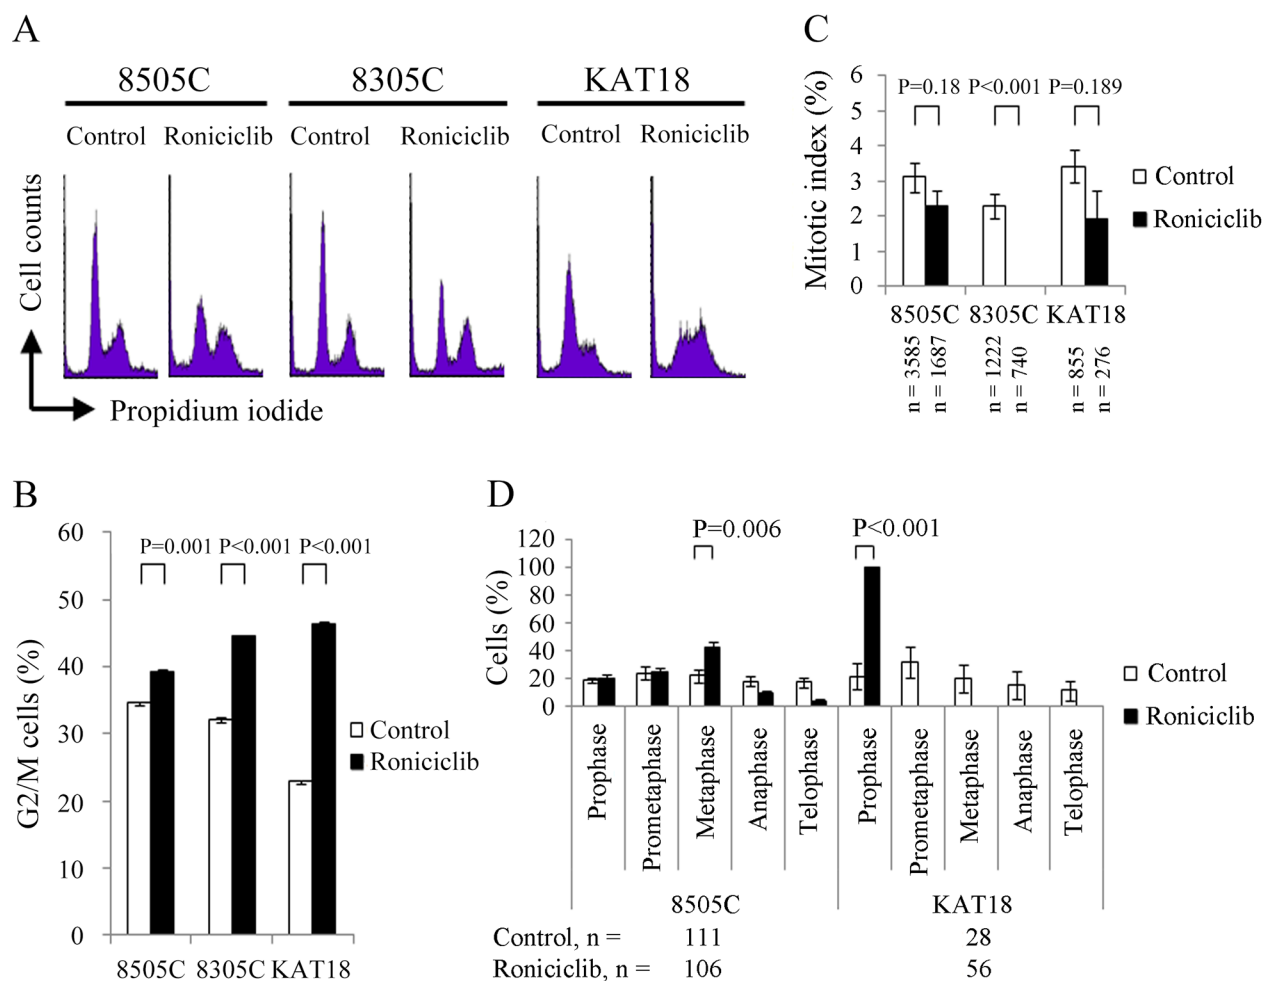 A
8505C
8305C
KAT18
Control
Roniciclib
Control
Roniciclib
Control
Roniciclib
Cell counts
Propidium iodide
B
G2/M cells (%)
60
50
40
30
20
10
0
P=0.001
P<0.001
P<0.001
8505C
8305C
KAT18
Control
Roniciclib
C
Mitotic index (%)
6
5
4
3
2
1
0
P=0.18
P<0.001
P=0.189
8505C
8305C
KAT18
n = 3585
n = 1687
n = 1222
n = 740
n = 855
n = 276
Control
Roniciclib
D
Cells (%)
120
100
80
60
40
20
0
P=0.006
P<0.001
Prophase
Prometaphase
Metaphase
Anaphase
Telophase
Prophase
Prometaphase
Metaphase
Anaphase
Telophase
8505C
KAT18
Control, n = 111 28
Roniciclib, n = 106 56
Control
Roniciclib